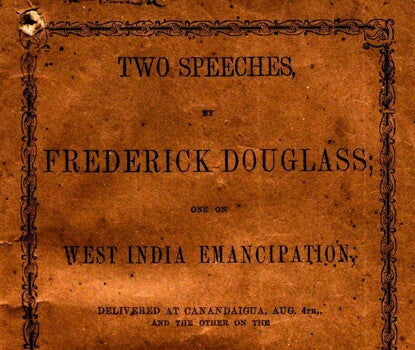 TWO SPEECHES,
BY
FREDERICK DOUGLASS;
ONE ON
WEST INDIA EMANCIPATION,
DELIVERED AT CANANDAIGUA, AUG. 4TH,
AND THE OTHER ON THE